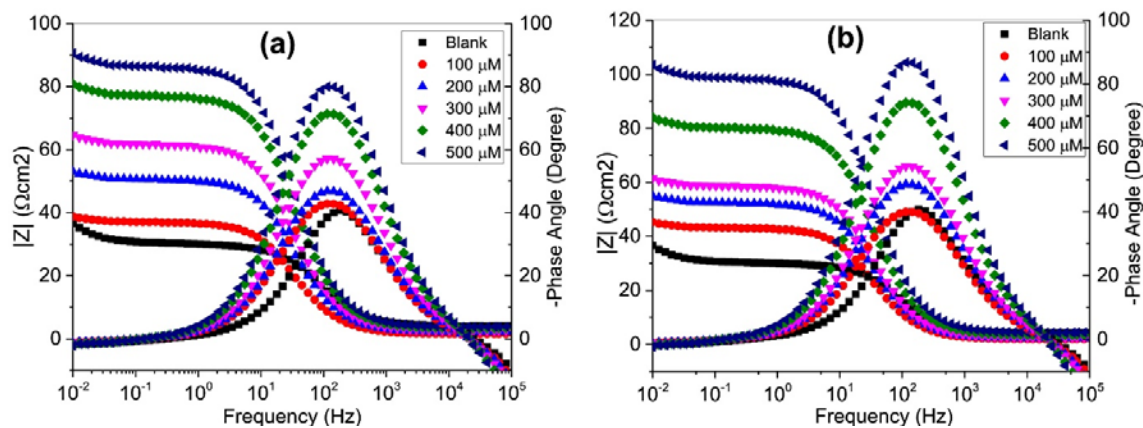 (a)
Blank
100 μM
200 μM
300 μM
400 μM
500 μM
100
80
60
40
20
0
|Z| (Ωcm2)
100
80
60
40
20
0
-Phase Angle (Degree)
10-2 10-1 100 101 102 103 104 105
Frequency (Hz)
(b)
Blank
100 μM
200 μM
300 μM
400 μM
500 μM
120
100
80
60
40
20
0
|Z| (Ωcm2)
100
80
60
40
20
0
-Phase Angle (Degree)
10-2 10-1 100 101 102 103 104 105
Frequency (Hz)